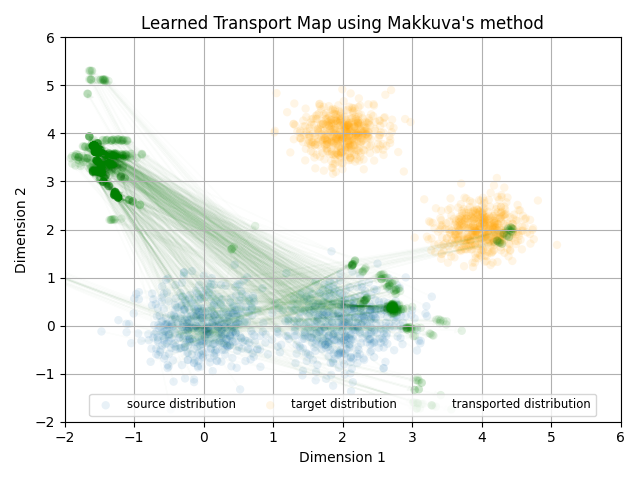 Learned Transport Map using Makkuva's method
6
5
4
3
2
1
0
−1
−2
Dimension 2
source distribution target distribution transported distribution
−2 −1 0 1 2 3 4 5 6
Dimension 1